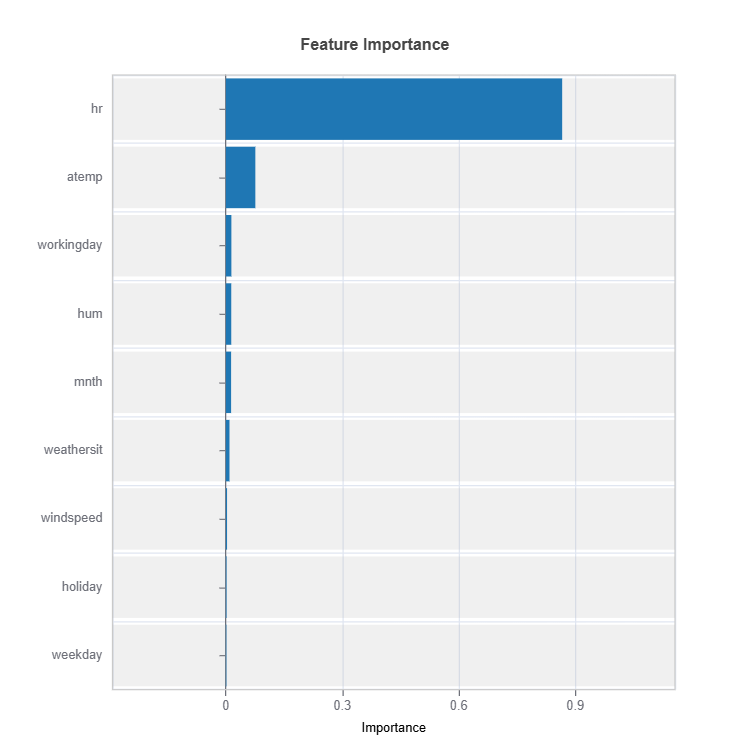 Feature Importance
hr
atemp
workingday
hum
mnth
weathersit
windspeed
holiday
weekday
0 0.3 0.6 0.9
Importance